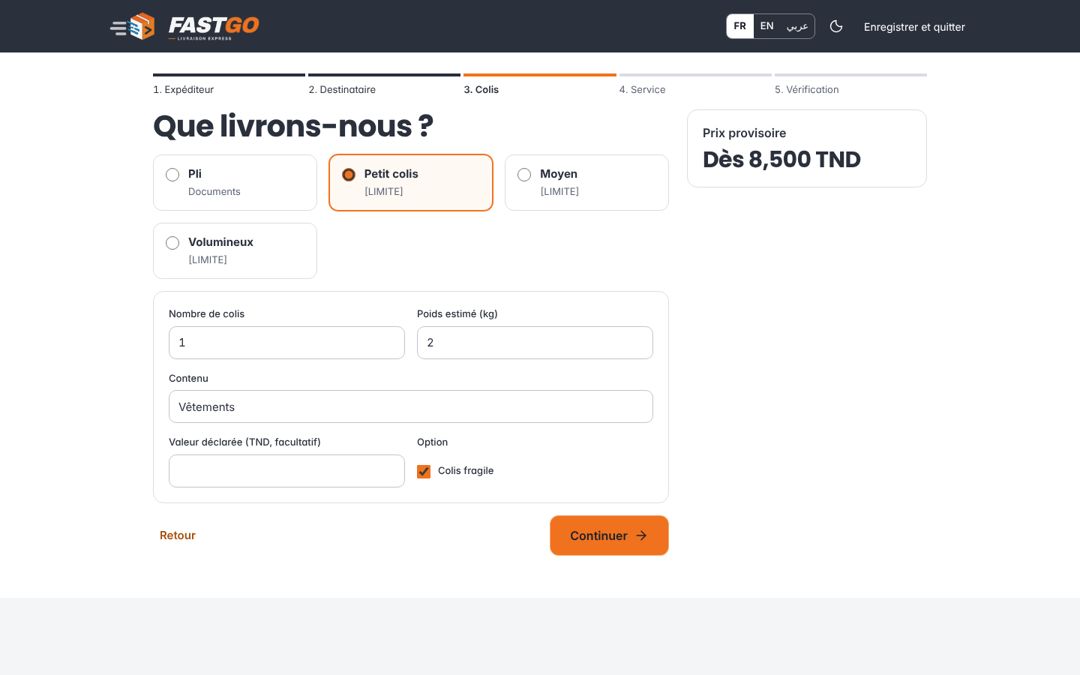 FASTGO
LIVRAISON EXPRESS
FR EN عربي
Enregistrer et quitter
1. Expéditeur
2. Destinataire
3. Colis
4. Service
5. Vérification
Que livrons-nous ?
Prix provisoire
Dès 8,500 TND
Pli
Documents
Petit colis
[LIMITE]
Moyen
[LIMITE]
Volumineux
[LIMITE]
Nombre de colis
1
Poids estimé (kg)
2
Contenu
Vêtements
Valeur déclarée (TND, facultatif)
Option
Colis fragile
Retour
Continuer →